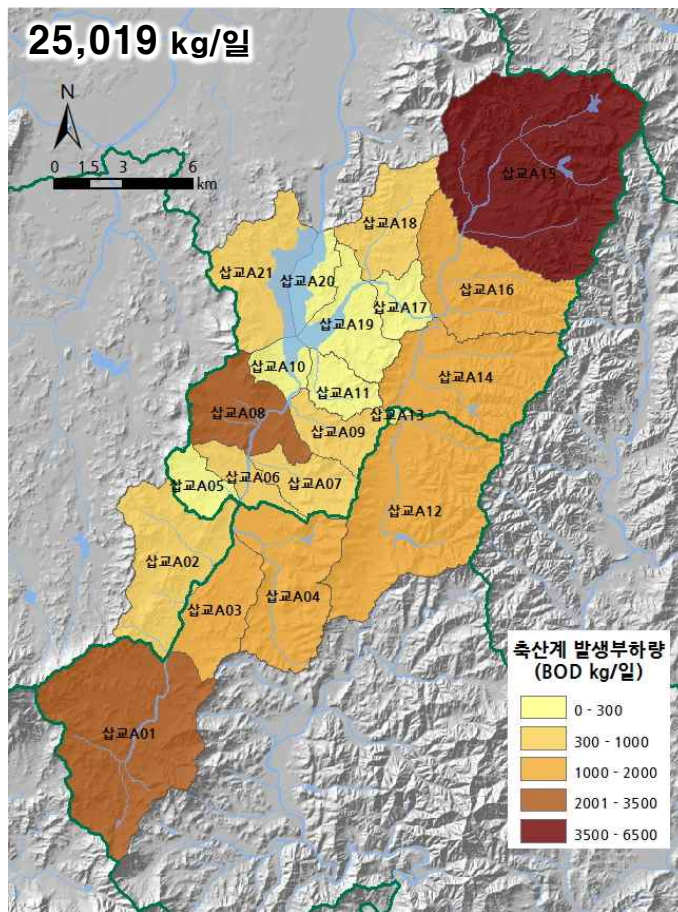 25,019 kg/일
N
0 1.5 3 6
km
삽교A15
삽교A18
삽교A21
삽교A20
삽교A16
삽교A17
삽교A19
삽교A10
삽교A14
삽교A11
삽교A08
삽교A13
삽교A09
삽교A06
삽교A05
삽교A07
삽교A12
삽교A02
삽교A03
삽교A04
삽교A01
축산계 발생부하량
(BOD kg/일)
0 - 300
300 - 1000
1000 - 2000
2001 - 3500
3500 - 6500